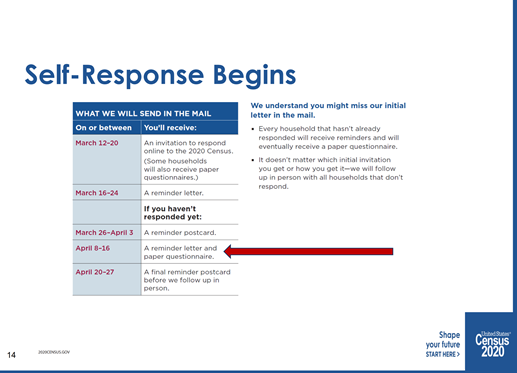 Self-Response Begins
WHAT WE WILL SEND IN THE MAIL
On or between You'll receive:
March 12–20 An invitation to respond
online to the 2020 Census.
(Some households
will also receive paper
questionnaires.)
March 16–24 A reminder letter.
If you haven't
responded yet:
March 26–April 3 A reminder postcard.
April 8–16 A reminder letter and
paper questionnaire.
April 20–27 A final reminder postcard
before we follow up in
person.
We understand you might miss our initial
letter in the mail.
▪ Every household that hasn't already
responded will receive reminders and will
eventually receive a paper questionnaire.
▪ It doesn't matter which initial invitation
you get or how you get it—we will follow
up in person with all households that don't
respond.
14
2020CENSUS.GOV
Shape
your future
START HERE >
United States®
Census
2020